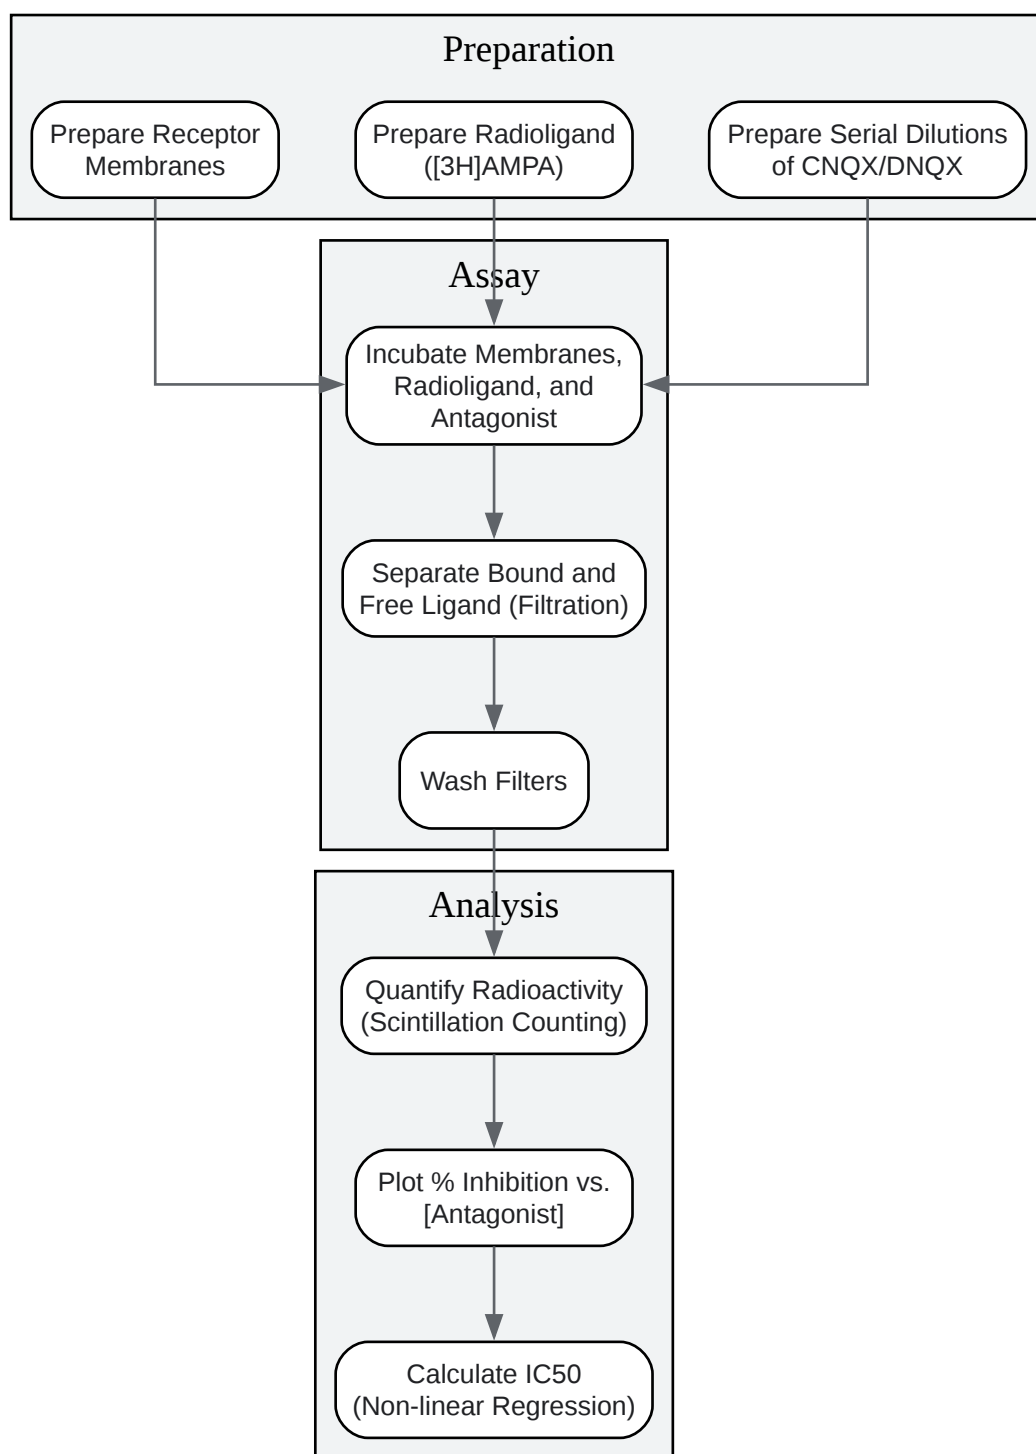 Preparation
Prepare Receptor
Membranes
Prepare Radioligand
([3H]AMPA)
Prepare Serial Dilutions
of CNQX/DNQX
Assay
Incubate Membranes,
Radioligand, and
Antagonist
Separate Bound and
Free Ligand (Filtration)
Wash Filters
Analysis
Quantify Radioactivity
(Scintillation Counting)
Plot % Inhibition vs.
[Antagonist]
Calculate IC50
(Non-linear Regression)